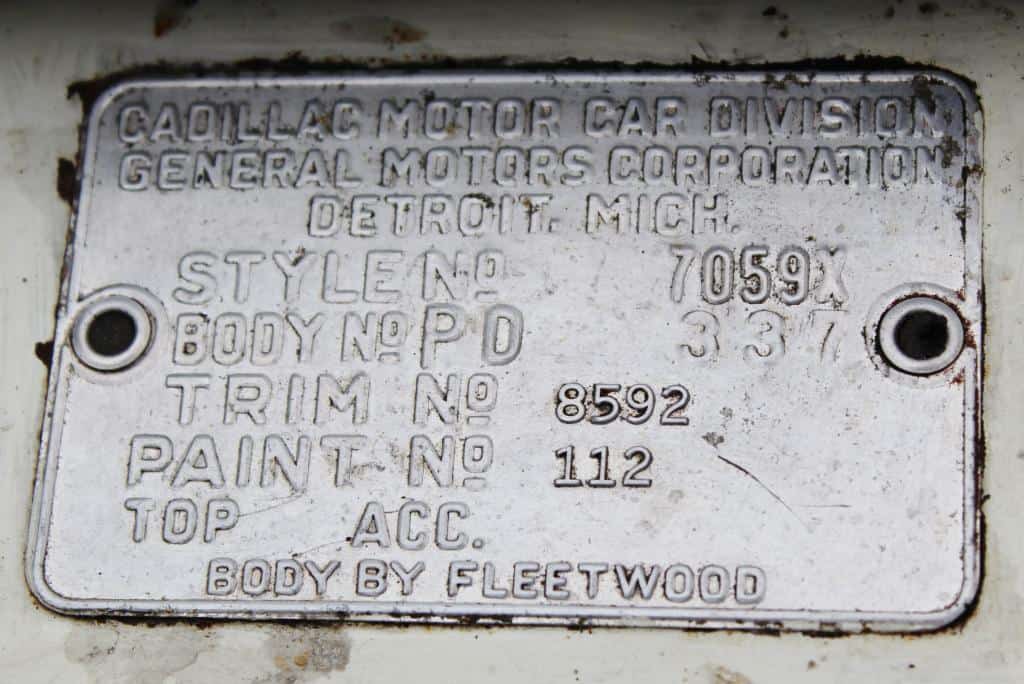 CADILLAC MOTOR CAR DIVISION
GENERAL MOTORS CORPORATION
DETROIT. MICH.
STYLE Nº 7059X
BODY Nº PD 337
TRIM Nº 8592
PAINT Nº 112
TOP ACC.
BODY BY FLEETWOOD